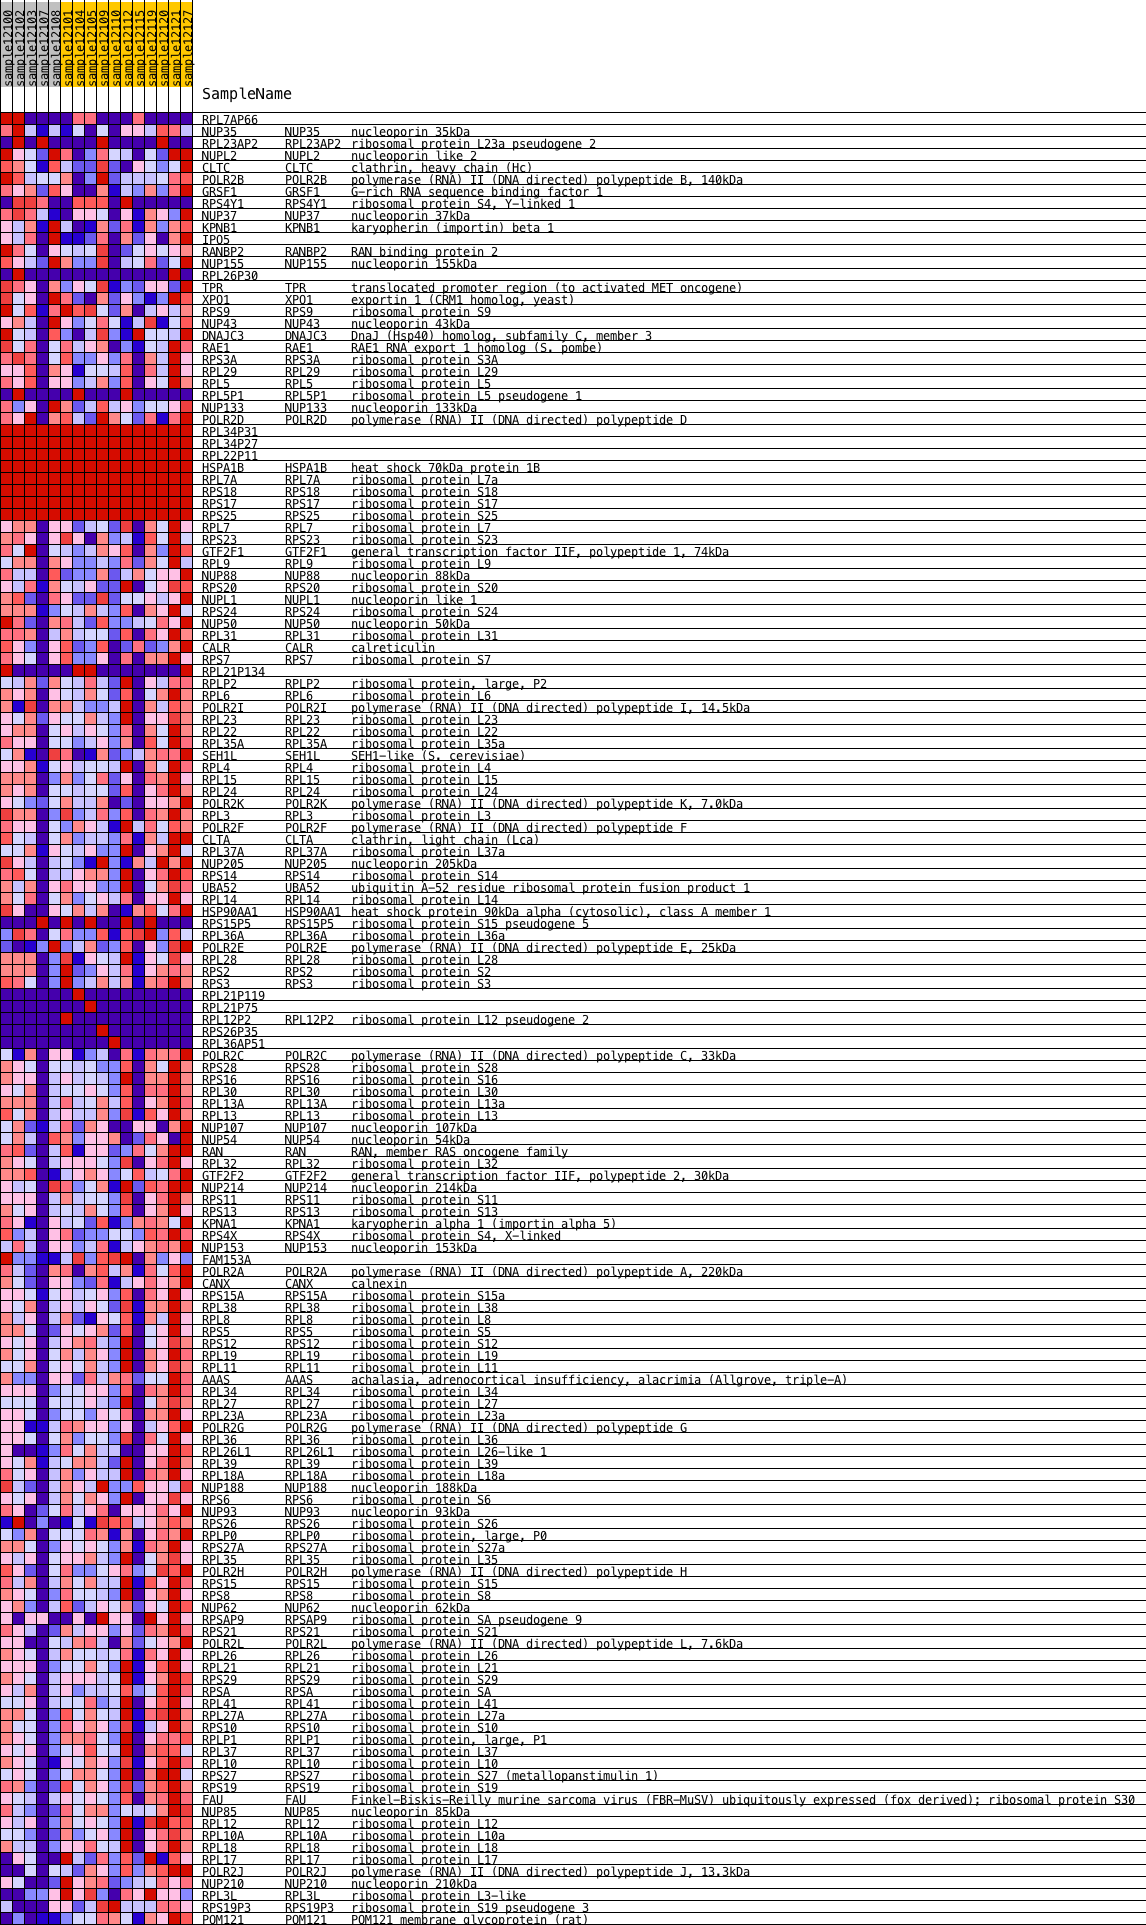 sample12100 sample12102 sample12103 sample12107 sample12108 sample12101 sample12104 sample12105 sample12109 sample12110 sample12112 sample12115 sample12119 sample12120 sample12121 sample12127
SampleName
RPL7AP66
NUP35 NUP35 nucleoporin 35kDa
RPL23AP2 RPL23AP2 ribosomal protein L23a pseudogene 2
NUPL2 NUPL2 nucleoporin like 2
CLTC CLTC clathrin, heavy chain (Hc)
POLR2B POLR2B polymerase (RNA) II (DNA directed) polypeptide B, 140kDa
GRSF1 GRSF1 G-rich RNA sequence binding factor 1
RPS4Y1 RPS4Y1 ribosomal protein S4, Y-linked 1
NUP37 NUP37 nucleoporin 37kDa
KPNB1 KPNB1 karyopherin (importin) beta 1
IPO5
RANBP2 RANBP2 RAN binding protein 2
NUP155 NUP155 nucleoporin 155kDa
RPL26P30
TPR TPR translocated promoter region (to activated MET oncogene)
XPO1 XPO1 exportin 1 (CRM1 homolog, yeast)
RPS9 RPS9 ribosomal protein S9
NUP43 NUP43 nucleoporin 43kDa
DNAJC3 DNAJC3 DnaJ (Hsp40) homolog, subfamily C, member 3
RAE1 RAE1 RAE1 RNA export 1 homolog (S. pombe)
RPS3A RPS3A ribosomal protein S3A
RPL29 RPL29 ribosomal protein L29
RPL5 RPL5 ribosomal protein L5
RPL5P1 RPL5P1 ribosomal protein L5 pseudogene 1
NUP133 NUP133 nucleoporin 133kDa
POLR2D POLR2D polymerase (RNA) II (DNA directed) polypeptide D
RPL34P31
RPL34P27
RPL22P11
HSPA1B HSPA1B heat shock 70kDa protein 1B
RPL7A RPL7A ribosomal protein L7a
RPS18 RPS18 ribosomal protein S18
RPS17 RPS17 ribosomal protein S17
RPS25 RPS25 ribosomal protein S25
RPL7 RPL7 ribosomal protein L7
RPS23 RPS23 ribosomal protein S23
GTF2F1 GTF2F1 general transcription factor IIF, polypeptide 1, 74kDa
RPL9 RPL9 ribosomal protein L9
NUP88 NUP88 nucleoporin 88kDa
RPS20 RPS20 ribosomal protein S20
NUPL1 NUPL1 nucleoporin like 1
RPS24 RPS24 ribosomal protein S24
NUP50 NUP50 nucleoporin 50kDa
RPL31 RPL31 ribosomal protein L31
CALR CALR calreticulin
RPS7 RPS7 ribosomal protein S7
RPL21P134
RPLP2 RPLP2 ribosomal protein, large, P2
RPL6 RPL6 ribosomal protein L6
POLR2I POLR2I polymerase (RNA) II (DNA directed) polypeptide I, 14.5kDa
RPL23 RPL23 ribosomal protein L23
RPL22 RPL22 ribosomal protein L22
RPL35A RPL35A ribosomal protein L35a
SEH1L SEH1L SEH1-like (S. cerevisiae)
RPL4 RPL4 ribosomal protein L4
RPL15 RPL15 ribosomal protein L15
RPL24 RPL24 ribosomal protein L24
POLR2K POLR2K polymerase (RNA) II (DNA directed) polypeptide K, 7.0kDa
RPL3 RPL3 ribosomal protein L3
POLR2F POLR2F polymerase (RNA) II (DNA directed) polypeptide F
CLTA CLTA clathrin, light chain (Lca)
RPL37A RPL37A ribosomal protein L37a
NUP205 NUP205 nucleoporin 205kDa
RPS14 RPS14 ribosomal protein S14
UBA52 UBA52 ubiquitin A-52 residue ribosomal protein fusion product 1
RPL14 RPL14 ribosomal protein L14
HSP90AA1 HSP90AA1 heat shock protein 90kDa alpha (cytosolic), class A member 1
RPS15P5 RPS15P5 ribosomal protein S15 pseudogene 5
RPL36A RPL36A ribosomal protein L36a
POLR2E POLR2E polymerase (RNA) II (DNA directed) polypeptide E, 25kDa
RPL28 RPL28 ribosomal protein L28
RPS2 RPS2 ribosomal protein S2
RPS3 RPS3 ribosomal protein S3
RPL21P119
RPL21P75
RPL12P2 RPL12P2 ribosomal protein L12 pseudogene 2
RPS26P35
RPL36AP51
POLR2C POLR2C polymerase (RNA) II (DNA directed) polypeptide C, 33kDa
RPS28 RPS28 ribosomal protein S28
RPS16 RPS16 ribosomal protein S16
RPL30 RPL30 ribosomal protein L30
RPL13A RPL13A ribosomal protein L13a
RPL13 RPL13 ribosomal protein L13
NUP107 NUP107 nucleoporin 107kDa
NUP54 NUP54 nucleoporin 54kDa
RAN RAN RAN, member RAS oncogene family
RPL32 RPL32 ribosomal protein L32
GTF2F2 GTF2F2 general transcription factor IIF, polypeptide 2, 30kDa
NUP214 NUP214 nucleoporin 214kDa
RPS11 RPS11 ribosomal protein S11
RPS13 RPS13 ribosomal protein S13
KPNA1 KPNA1 karyopherin alpha 1 (importin alpha 5)
RPS4X RPS4X ribosomal protein S4, X-linked
NUP153 NUP153 nucleoporin 153kDa
FAM153A
POLR2A POLR2A polymerase (RNA) II (DNA directed) polypeptide A, 220kDa
CANX CANX calnexin
RPS15A RPS15A ribosomal protein S15a
RPL38 RPL38 ribosomal protein L38
RPL8 RPL8 ribosomal protein L8
RPS5 RPS5 ribosomal protein S5
RPS12 RPS12 ribosomal protein S12
RPL19 RPL19 ribosomal protein L19
RPL11 RPL11 ribosomal protein L11
AAAS AAAS achalasia, adrenocortical insufficiency, alacrimia (Allgrove, triple-A)
RPL34 RPL34 ribosomal protein L34
RPL27 RPL27 ribosomal protein L27
RPL23A RPL23A ribosomal protein L23a
POLR2G POLR2G polymerase (RNA) II (DNA directed) polypeptide G
RPL36 RPL36 ribosomal protein L36
RPL26L1 RPL26L1 ribosomal protein L26-like 1
RPL39 RPL39 ribosomal protein L39
RPL18A RPL18A ribosomal protein L18a
NUP188 NUP188 nucleoporin 188kDa
RPS6 RPS6 ribosomal protein S6
NUP93 NUP93 nucleoporin 93kDa
RPS26 RPS26 ribosomal protein S26
RPLP0 RPLP0 ribosomal protein, large, P0
RPS27A RPS27A ribosomal protein S27a
RPL35 RPL35 ribosomal protein L35
POLR2H POLR2H polymerase (RNA) II (DNA directed) polypeptide H
RPS15 RPS15 ribosomal protein S15
RPS8 RPS8 ribosomal protein S8
NUP62 NUP62 nucleoporin 62kDa
RPSAP9 RPSAP9 ribosomal protein SA pseudogene 9
RPS21 RPS21 ribosomal protein S21
POLR2L POLR2L polymerase (RNA) II (DNA directed) polypeptide L, 7.6kDa
RPL26 RPL26 ribosomal protein L26
RPL21 RPL21 ribosomal protein L21
RPS29 RPS29 ribosomal protein S29
RPSA RPSA ribosomal protein SA
RPL41 RPL41 ribosomal protein L41
RPL27A RPL27A ribosomal protein L27a
RPS10 RPS10 ribosomal protein S10
RPLP1 RPLP1 ribosomal protein, large, P1
RPL37 RPL37 ribosomal protein L37
RPL10 RPL10 ribosomal protein L10
RPS27 RPS27 ribosomal protein S27 (metallopanstimulin 1)
RPS19 RPS19 ribosomal protein S19
FAU FAU Finkel-Biskis-Reilly murine sarcoma virus (FBR-MuSV) ubiquitously expressed (fox derived); ribosomal protein S30
NUP85 NUP85 nucleoporin 85kDa
RPL12 RPL12 ribosomal protein L12
RPL10A RPL10A ribosomal protein L10a
RPL18 RPL18 ribosomal protein L18
RPL17 RPL17 ribosomal protein L17
POLR2J POLR2J polymerase (RNA) II (DNA directed) polypeptide J, 13.3kDa
NUP210 NUP210 nucleoporin 210kDa
RPL3L RPL3L ribosomal protein L3-like
RPS19P3 RPS19P3 ribosomal protein S19 pseudogene 3
POM121 POM121 POM121 membrane glycoprotein (rat)